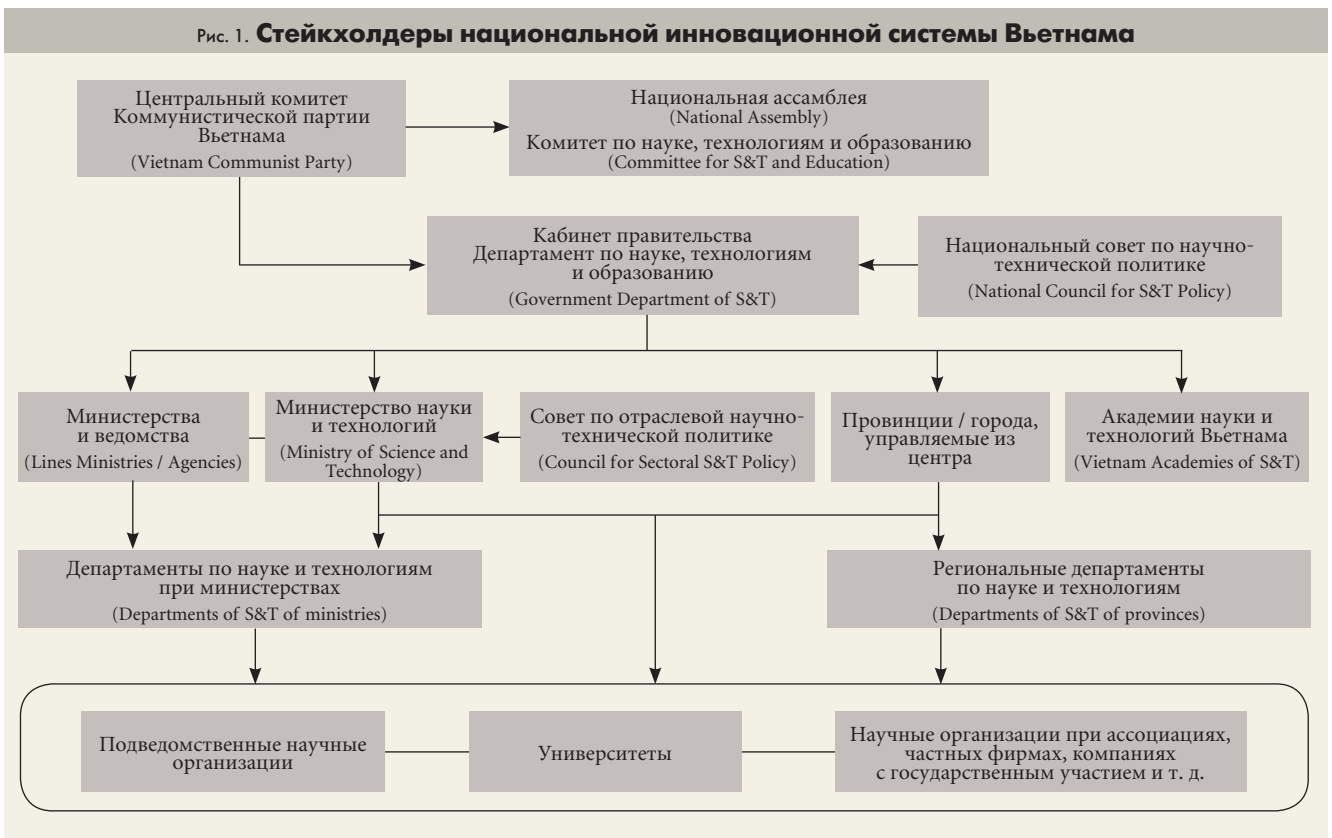 Рис. 1. Стейкхолдеры национальной инновационной системы Вьетнама
Центральный комитет
Коммунистической партии
Вьетнама
(Vietnam Communist Party)
Национальная ассамблея
(National Assembly)
Комитет по науке, технологиям и образованию
(Committee for S&T and Education)
Кабинет правительства
Департамент по науке, технологиям
и образованию
(Government Department of S&T)
Национальный совет по научно-
технической политике
(National Council for S&T Policy)
Министерства
и ведомства
(Lines Ministries / Agencies)
Министерство науки
и технологий
(Ministry of Science and
Technology)
Совет по отраслевой научно-
технической политике
(Council for Sectoral S&T Policy)
Провинции / города,
управляемые из
центра
Академии науки и
технологий Вьетнама
(Vietnam Academies of S&T)
Департаменты по науке и технологиям
при министерствах
(Departments of S&T of ministries)
Региональные департаменты
по науке и технологиям
(Departments of S&T of provinces)
Подведомственные научные
организации
Университеты
Научные организации при ассоциациях,
частных фирмах, компаниях
с государственным участием и т. д.